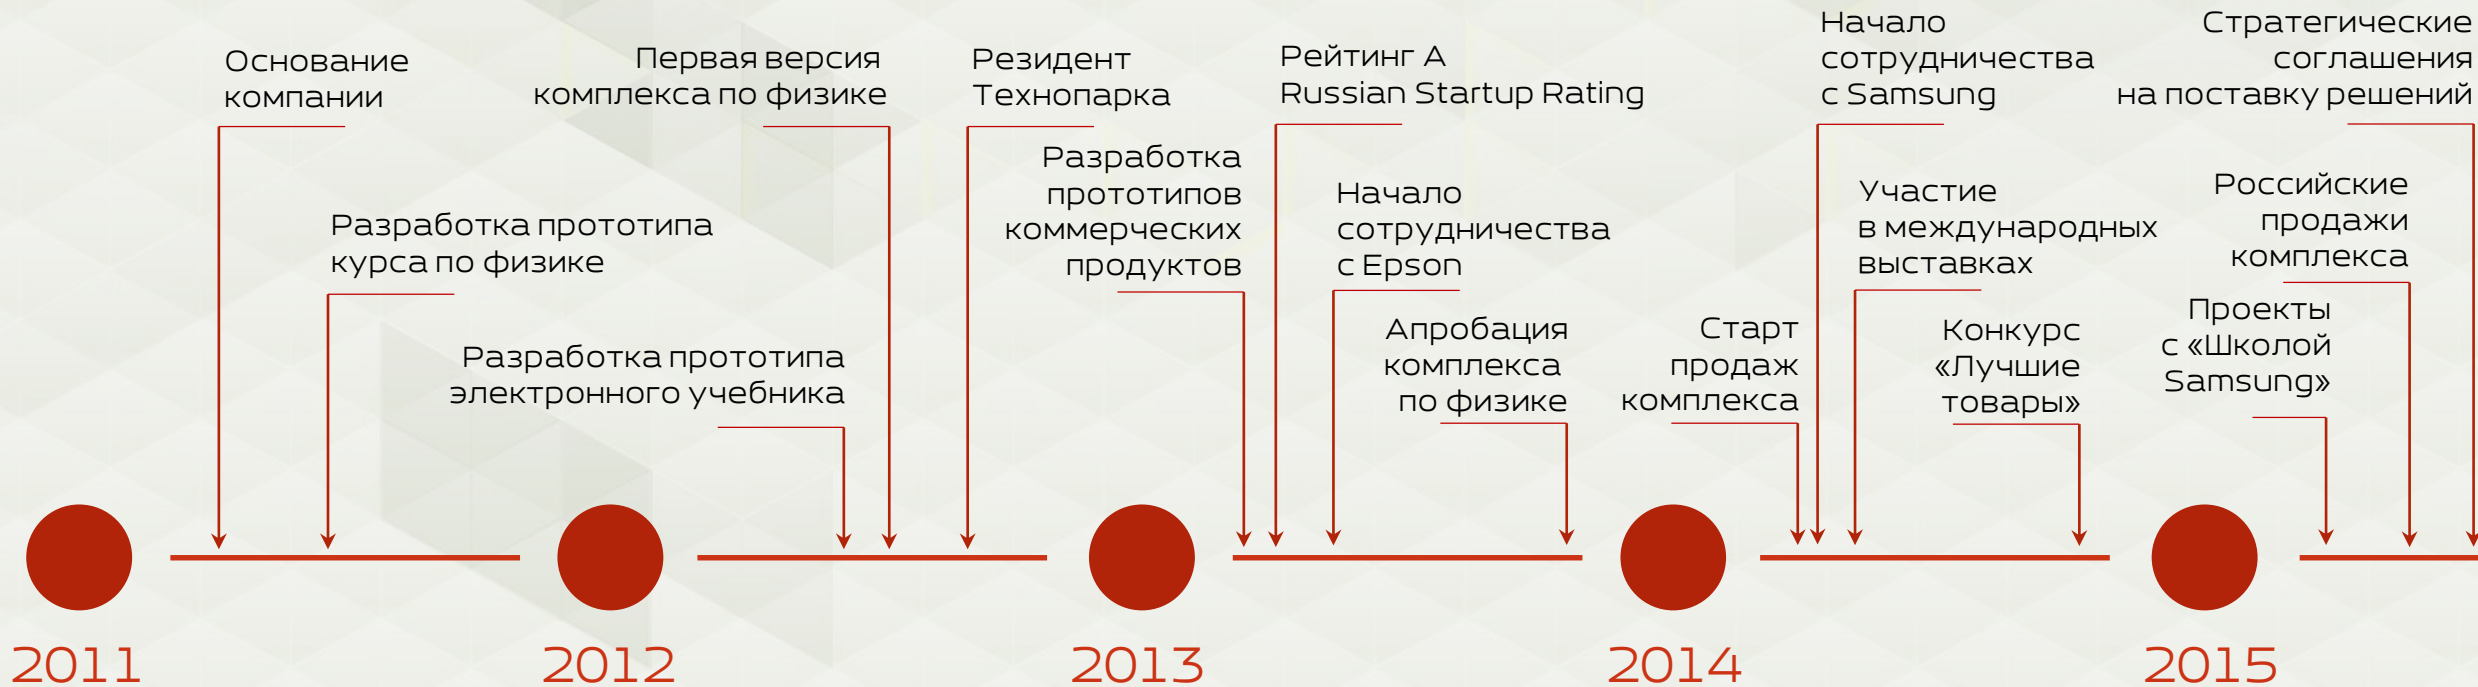 Основание
компании
Разработка прототипа
курса по физике
Разработка прототипа
электронного учебника
Первая версия
комплекса по физике
Резидент
Технопарка
Разработка
прототипов
коммерческих
продуктов
Рейтинг А
Russian Startup Rating
Начало
сотрудничества
с Epson
Апробация
комплекса
по физике
Старт
продаж
комплекса
Начало
сотрудничества
с Samsung
Участие
в международных
выставках
Конкурс
«Лучшие
товары»
Проекты
с «Школой
Samsung»
Российские
продажи
комплекса
Стратегические
соглашения
на поставку решений
2011
2012
2013
2014
2015